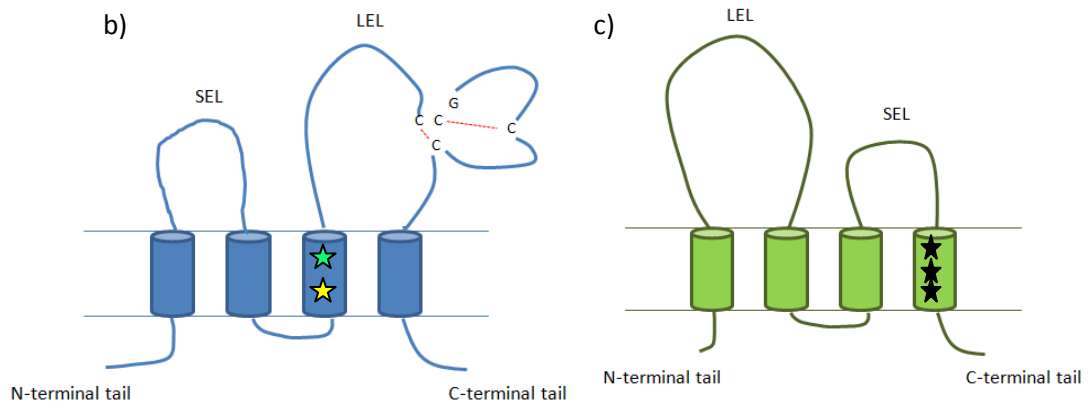 b)
LEL
SEL
G
C C
C
C
N-terminal tail
C-terminal tail
c)
LEL
SEL
N-terminal tail
C-terminal tail